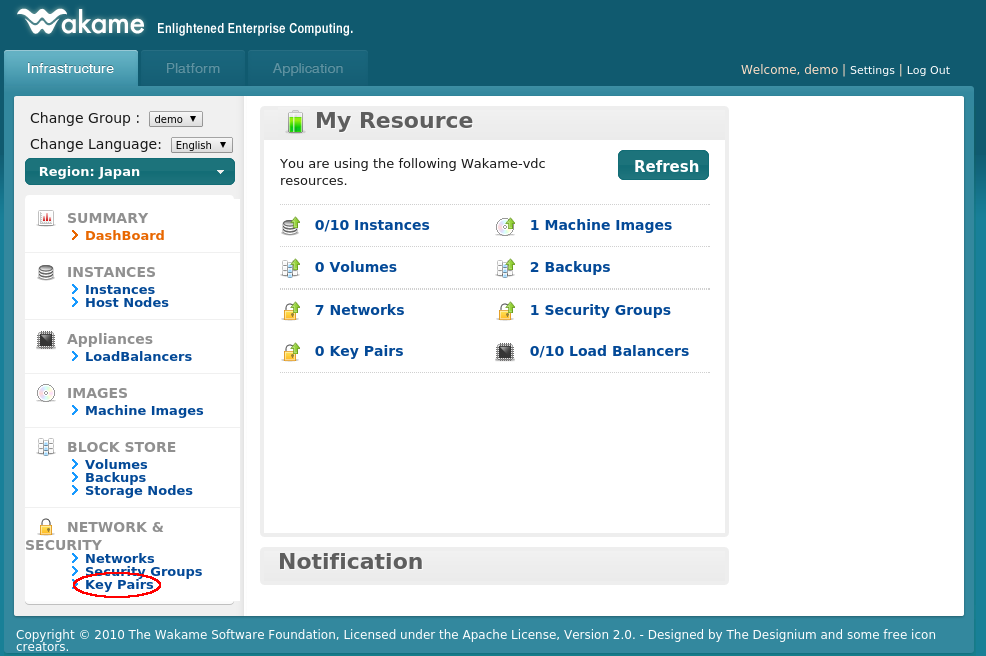 Wakame Enlightened Enterprise Computing.
Infrastructure Platform Application
Welcome, demo | Settings | Log Out
Change Group : demo
Change Language: English
Region: Japan
SUMMARY
DashBoard
INSTANCES
Instances
Host Nodes
Appliances
LoadBalancers
IMAGES
Machine Images
BLOCK STORE
Volumes
Backups
Storage Nodes
NETWORK &
SECURITY
Networks
Security Groups
Key Pairs
My Resource
You are using the following Wakame-vdc
resources.
Refresh
0/10 Instances 1 Machine Images
0 Volumes 2 Backups
7 Networks 1 Security Groups
0 Key Pairs 0/10 Load Balancers
Notification
Copyright © 2010 The Wakame Software Foundation, Licensed under the Apache License, Version 2.0. - Designed by The Designium and some free icon
creators.